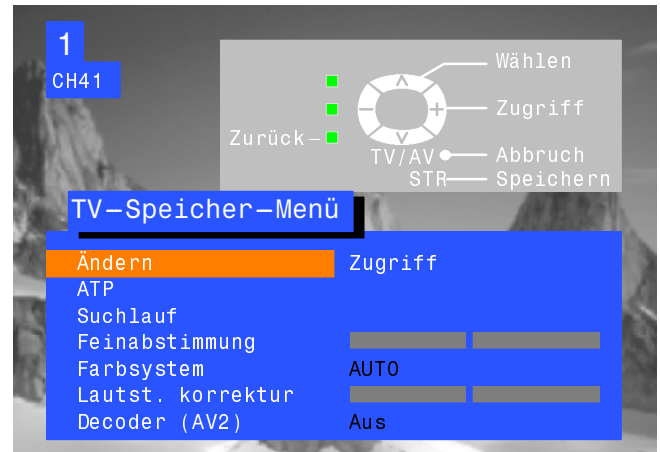 1
CH41
Wählen
Zugriff
Zurück
TV/AV Abbruch
STR Speichern
TV-Speicher-Menü
Ändern Zugriff
ATP
Suchlauf
Feinabstimmung
Farbsystem AUTO
Lautst. korrektur
Decoder (AV2) Aus